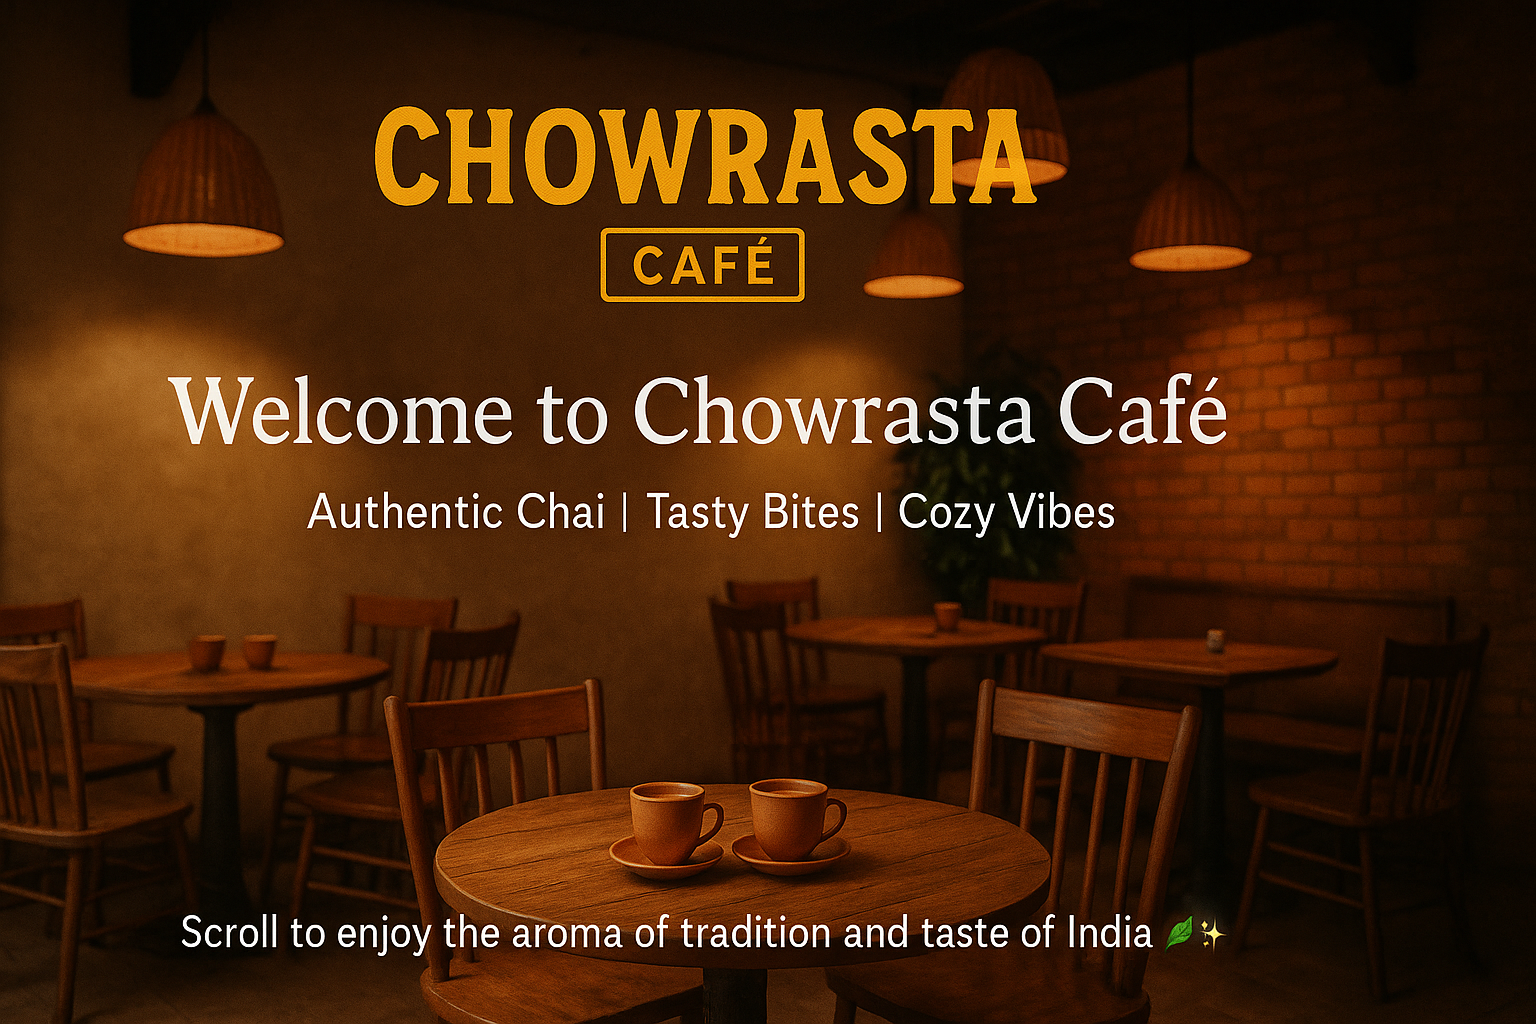 CHOWRASTA
CAFÉ
Welcome to Chowrasta Café
Authentic Chai | Tasty Bites | Cozy Vibes
Scroll to enjoy the aroma of tradition and taste of India 🌿✨